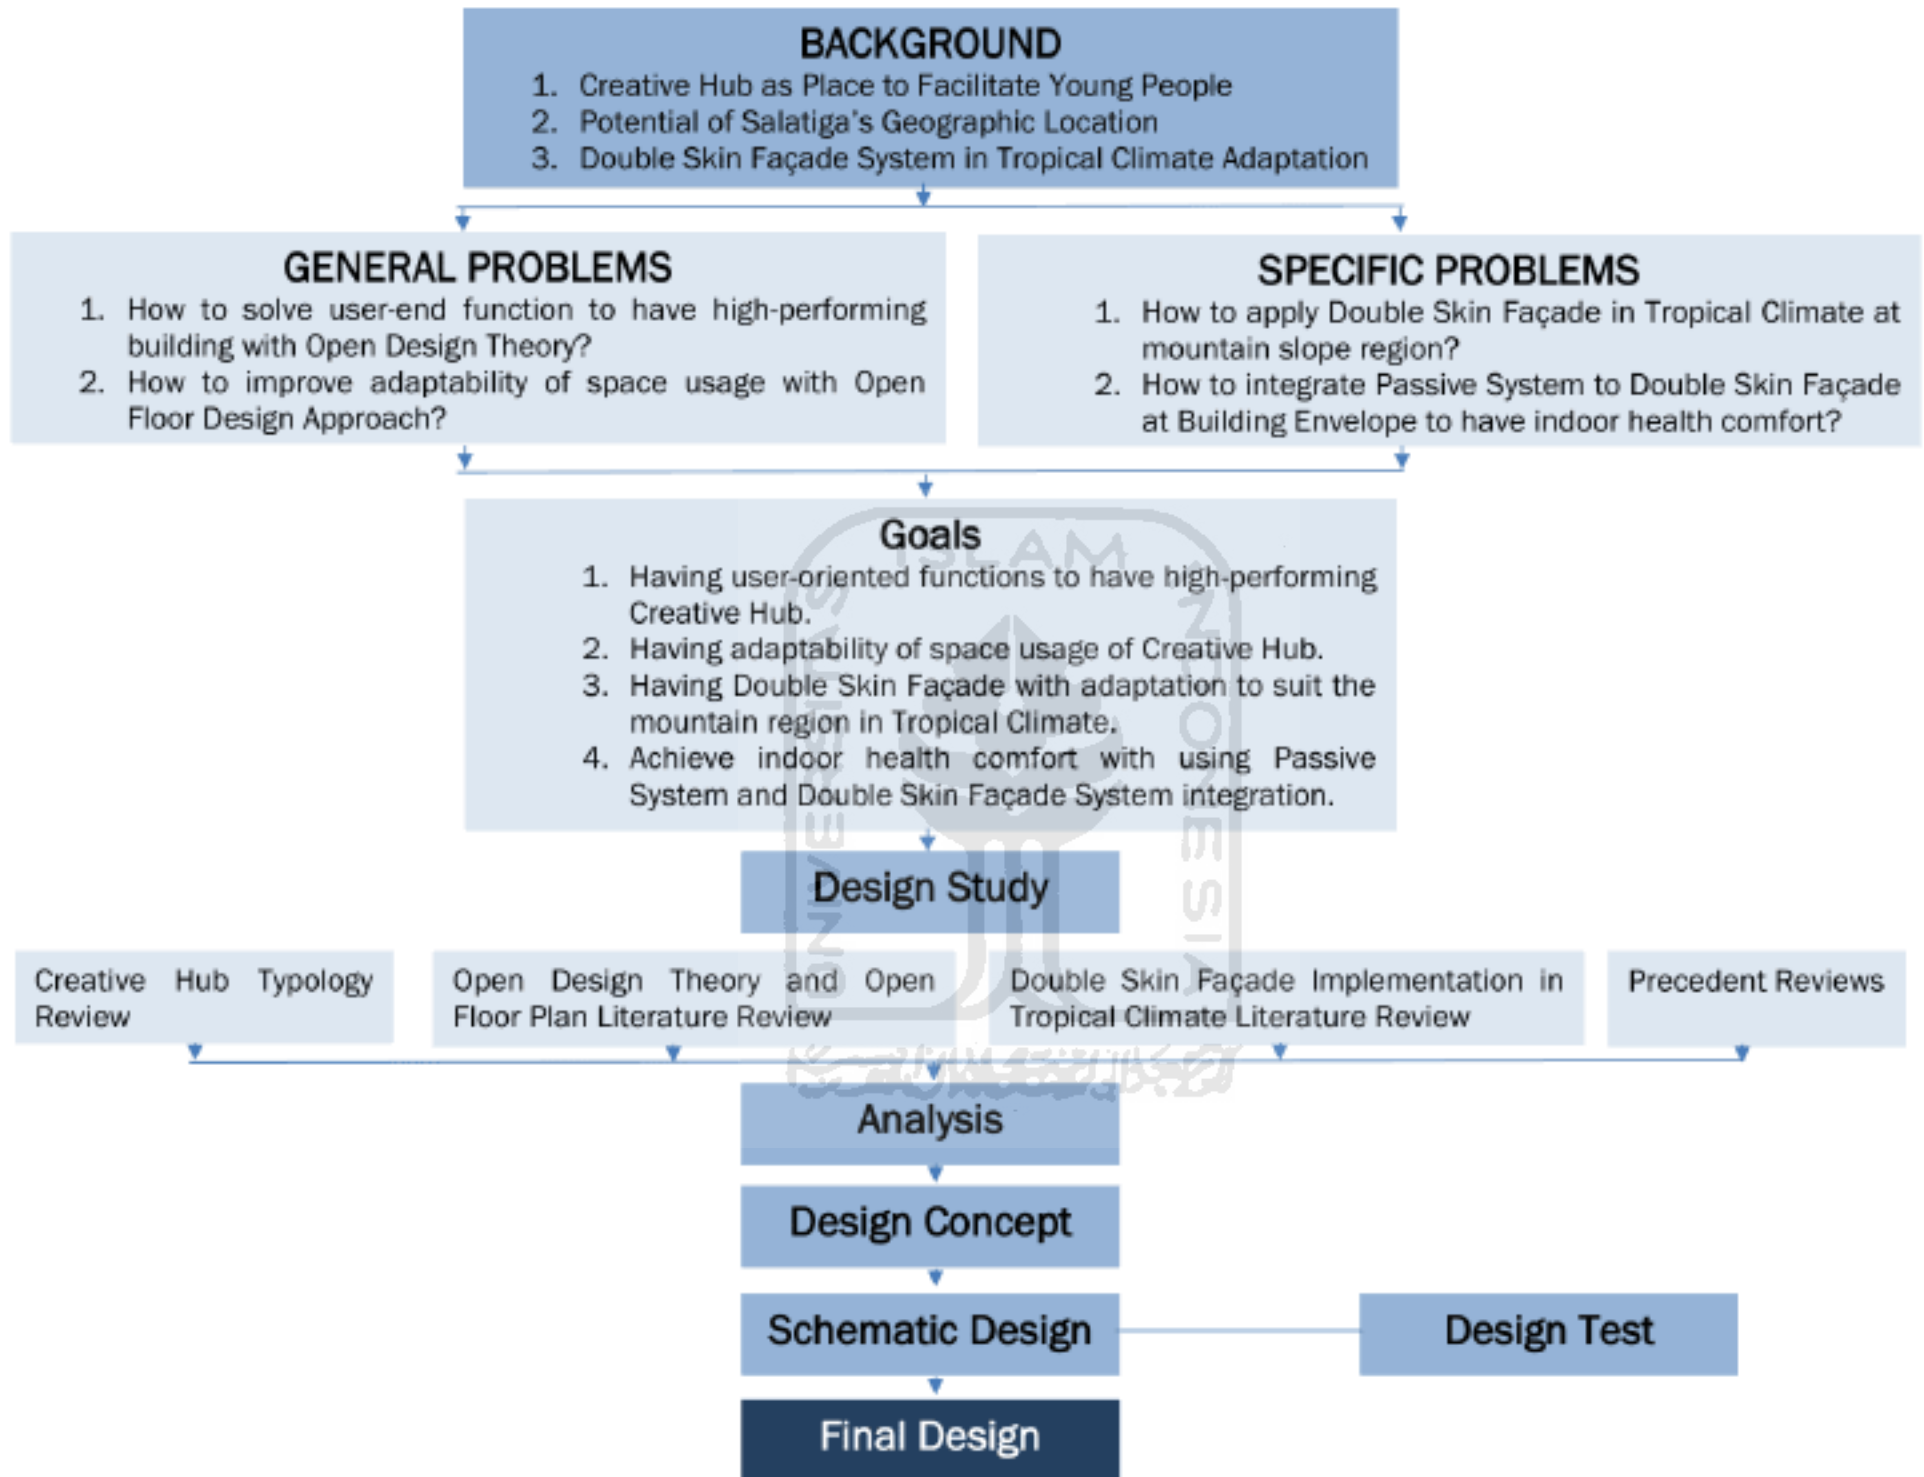 BACKGROUND
1. Creative Hub as Place to Facilitate Young People
2. Potential of Salatiga's Geographic Location
3. Double Skin Façade System in Tropical Climate Adaptation
GENERAL PROBLEMS
1. How to solve user-end function to have high-performing
building with Open Design Theory?
2. How to improve adaptability of space usage with Open
Floor Design Approach?
SPECIFIC PROBLEMS
1. How to apply Double Skin Façade in Tropical Climate at
mountain slope region?
2. How to integrate Passive System to Double Skin Façade
at Building Envelope to have indoor health comfort?
Goals
1. Having user-oriented functions to have high-performing
Creative Hub.
2. Having adaptability of space usage of Creative Hub.
3. Having Double Skin Façade with adaptation to suit the
mountain region in Tropical Climate.
4. Achieve indoor health comfort with using Passive
System and Double Skin Façade System integration.
Design Study
Creative Hub Typology
Review
Open Design Theory and Open
Floor Plan Literature Review
Double Skin Façade Implementation in
Tropical Climate Literature Review
Precedent Reviews
Analysis
Design Concept
Schematic Design
Design Test
Final Design
UNIVERSITAS
ISLAM
INDONESIA